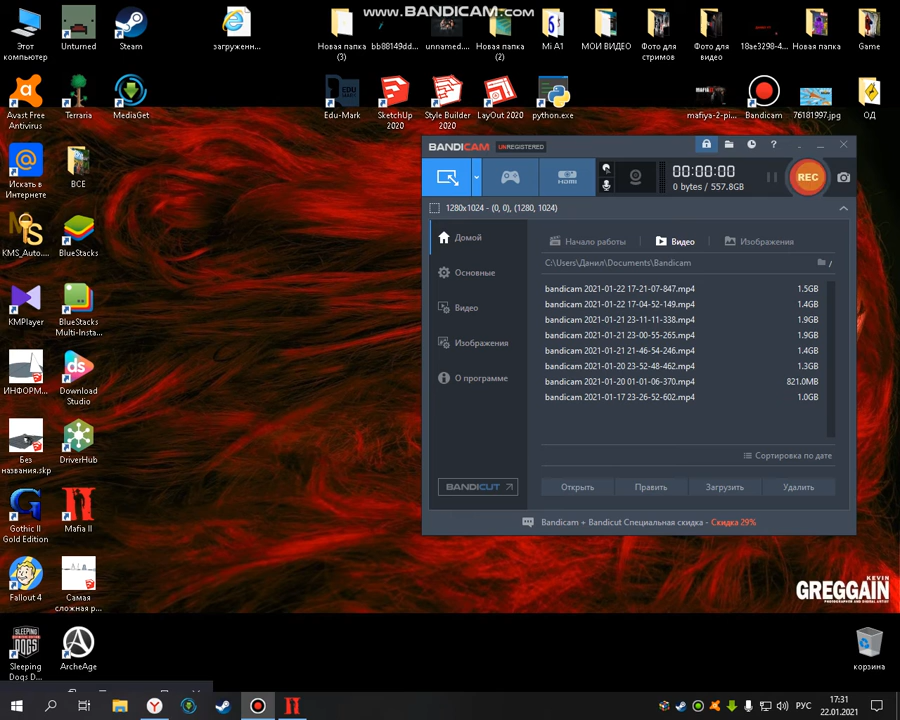 WWW.BANDICAM.COM
Этот компьютер
Unturned
Steam
загруженн...
Новая папка (3)
bb88149dd...
unnamed....
Новая папка (2)
Mi A1
МОИ ВИДЕО
Фото для стримов
Фото для видео
18ae3298-4...
Новая папка
Game
Avast Free Antivirus
Terraria
MediaGet
EDU
Edu-Mark
SketchUp 2020
Style Builder 2020
LayOut 2020
python.exe
mafiya-2-pi...
Bandicam
76181997.jpg
ОД
Искать в Интернете
ВСЕ
KMS_Auto....
BlueStacks
KMPlayer
BlueStacks Multi-Insta...
ИНФОРМ...
ds
Download Studio
Без названия.skp
DriverHub
Gothic II Gold Edition
Mafia II
Fallout 4
Самая сложная р...
SLEEPING DOGS
Sleeping Dogs D...
ArcheAge
корзина
BANDICAM UNREGISTERED
?
HDMI
00:00:00
0 bytes / 557.8GB
REC
1280x1024 - (0, 0), (1280, 1024)
Домой
Основные
Видео
Изображения
О программе
BANDICUT
Начало работы
Видео
Изображения
C:\Users\Данил\Documents\Bandicam
/
bandicam 2021-01-22 17-21-07-847.mp4 1.5GB
bandicam 2021-01-22 17-04-52-149.mp4 1.4GB
bandicam 2021-01-21 23-11-11-338.mp4 1.9GB
bandicam 2021-01-21 23-00-55-265.mp4 1.9GB
bandicam 2021-01-21 21-46-54-246.mp4 1.4GB
bandicam 2021-01-20 23-52-48-462.mp4 1.3GB
bandicam 2021-01-20 01-01-06-370.mp4 821.0MB
bandicam 2021-01-17 23-26-52-602.mp4 1.0GB
Сортировка по дате
Открыть
Править
Загрузить
Удалить
Bandicam + Bandicut Специальная скидка - Скидка 29%
KEVIN
GREGGAIN
РУС
17:31
22.01.2021